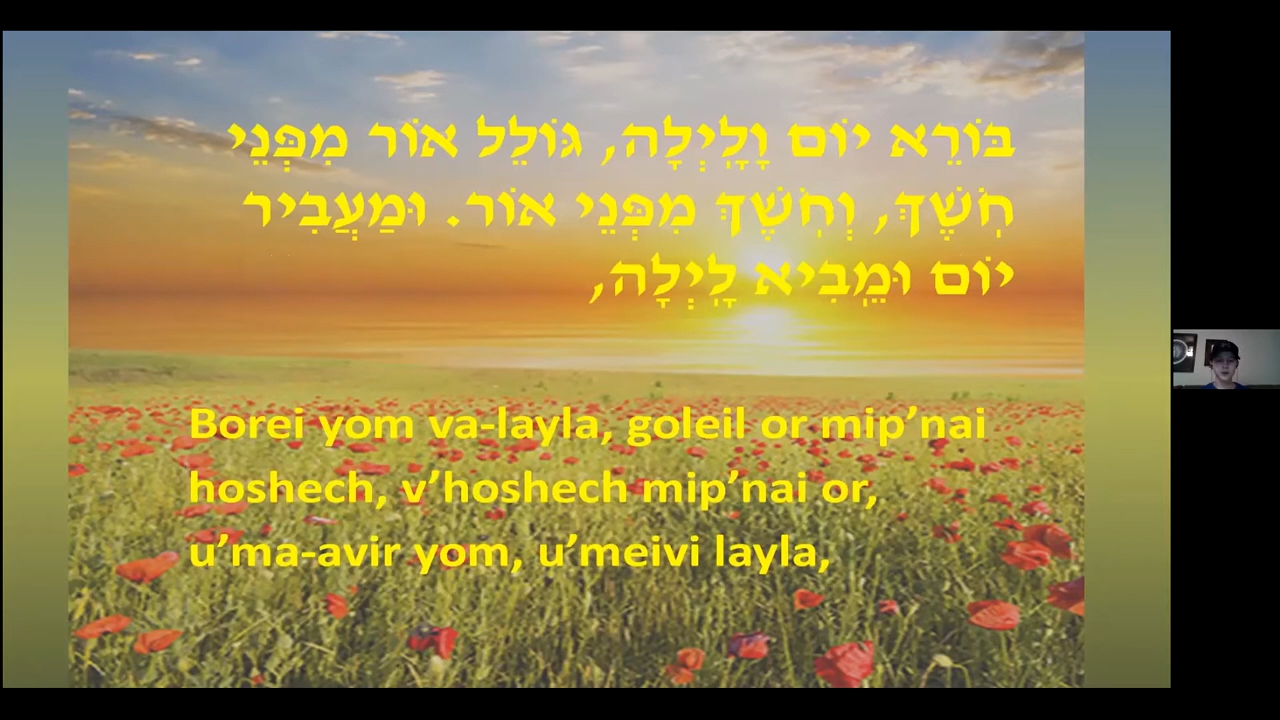 בּוֹרֵא יוֹם וָלַֽיְלָה, גּוֹלֵל אוֹר מִפְּנֵי
חֹֽשֶׁךְ, וְחֹֽשֶׁךְ מִפְּנֵי אוֹר. וּמַעֲבִיר
יוֹם וּמֵֽבִיא לָֽיְלָה,
Borei yom va-layla, goleil or mip’nai
hoshech, v’hoshech mip’nai or,
u’ma-avir yom, u’meivi layla,